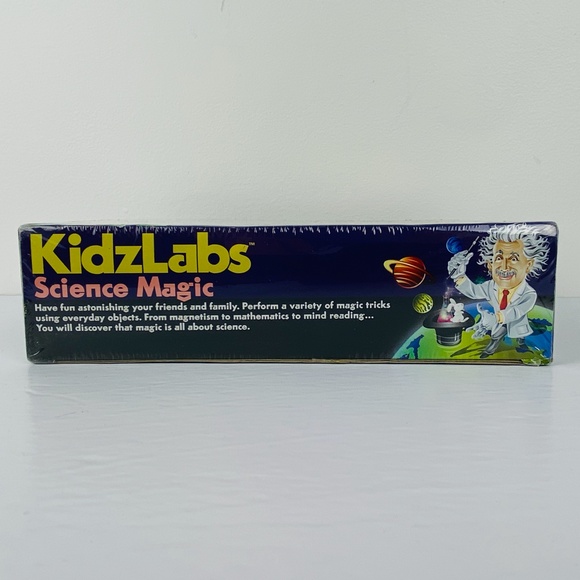 KidzLabs™
Science Magic
Have fun astonishing your friends and family. Perform a variety of magic tricks
using everyday objects. From magnetism to mathematics to mind reading...
You will discover that magic is all about science.